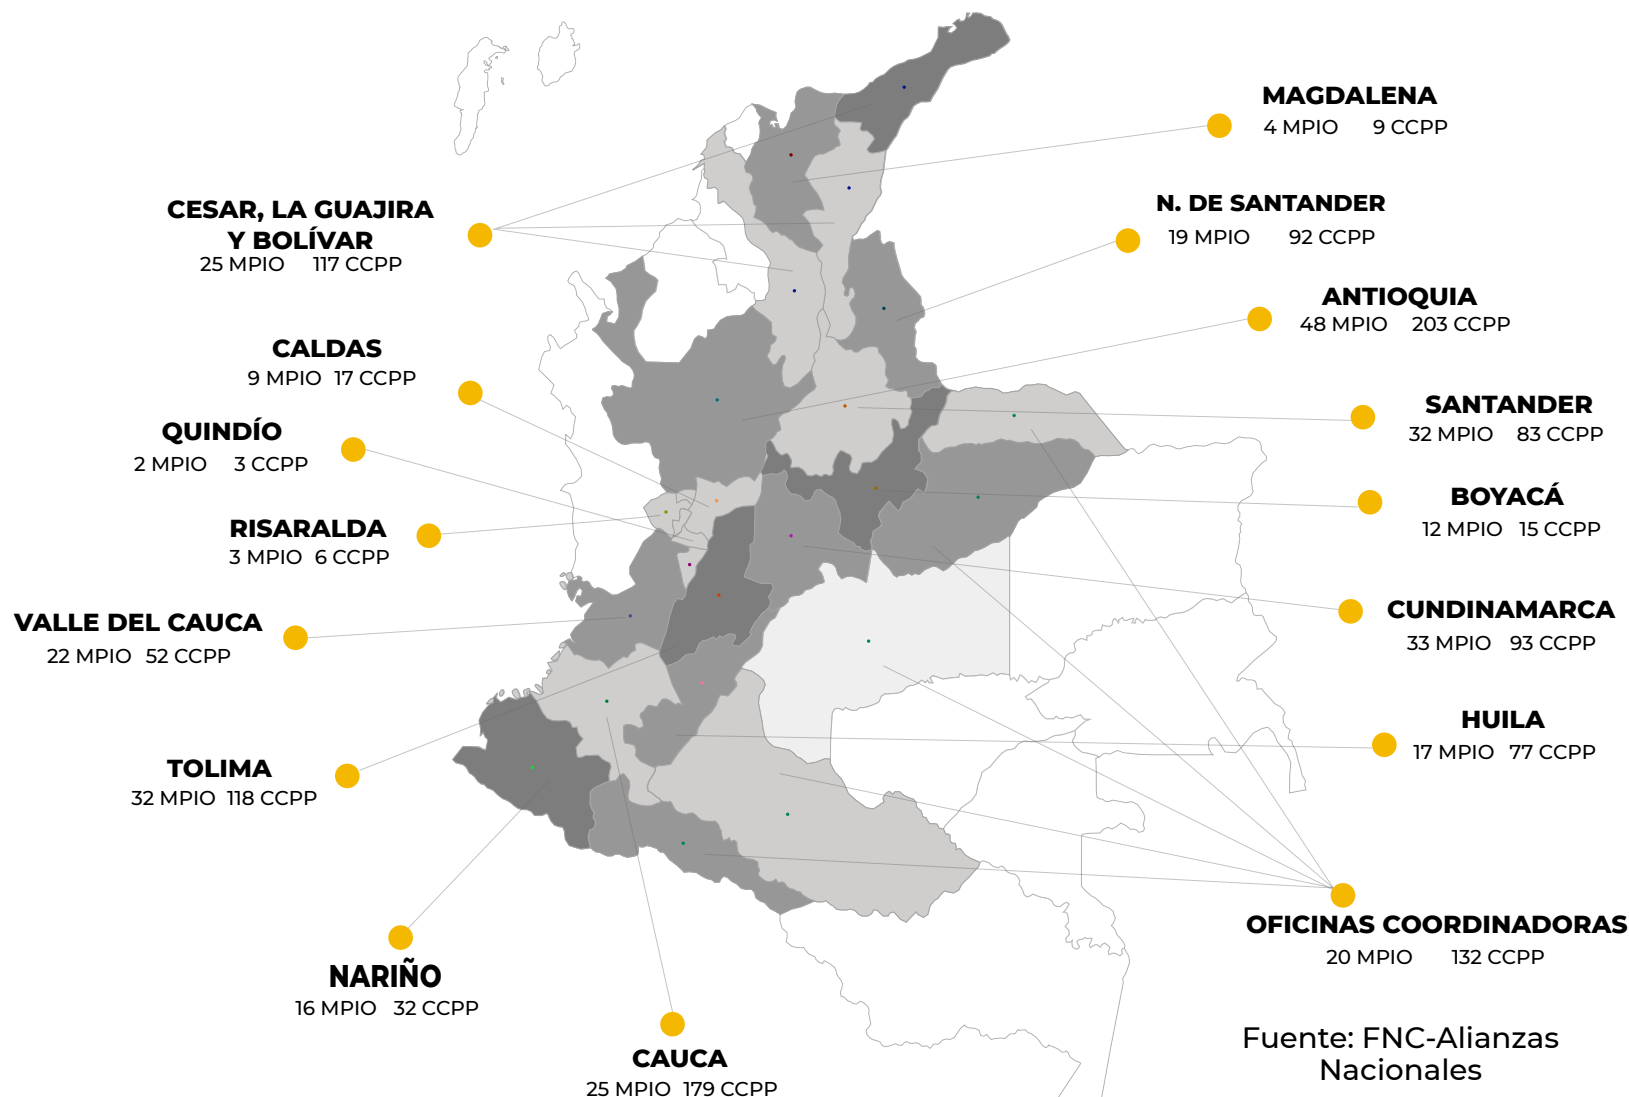 MAGDALENA
4 MPIO 9 CCPP
CESAR, LA GUAJIRA
Y BOLÍVAR
25 MPIO 117 CCPP
N. DE SANTANDER
19 MPIO 92 CCPP
ANTIOQUIA
48 MPIO 203 CCPP
CALDAS
9 MPIO 17 CCPP
SANTANDER
32 MPIO 83 CCPP
QUINDÍO
2 MPIO 3 CCPP
BOYACÁ
12 MPIO 15 CCPP
RISARALDA
3 MPIO 6 CCPP
CUNDINAMARCA
33 MPIO 93 CCPP
VALLE DEL CAUCA
22 MPIO 52 CCPP
HUILA
17 MPIO 77 CCPP
TOLIMA
32 MPIO 118 CCPP
OFICINAS COORDINADORAS
20 MPIO 132 CCPP
NARIÑO
16 MPIO 32 CCPP
CAUCA
25 MPIO 179 CCPP
Fuente: FNC-Alianzas
Nacionales